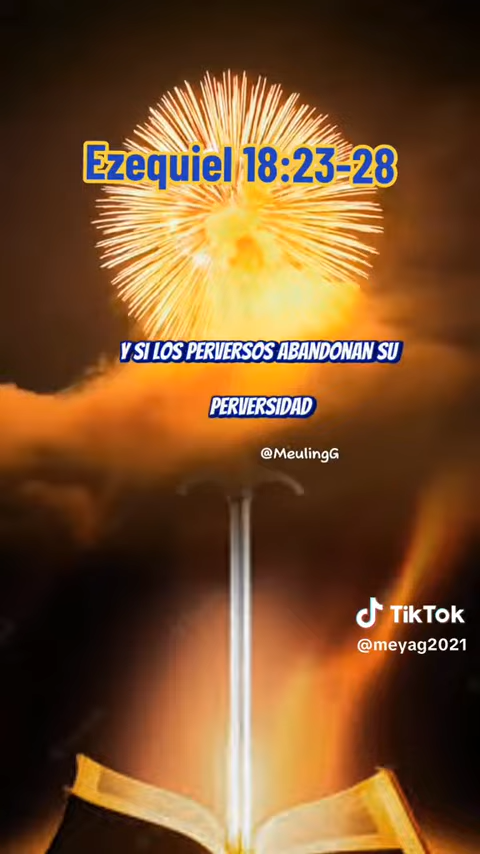 Ezequiel 18:23-28
Y SI LOS PERVERSOS ABANDONAN SU
PERVERSIDAD
@MeulingG
TikTok
@meyag2021